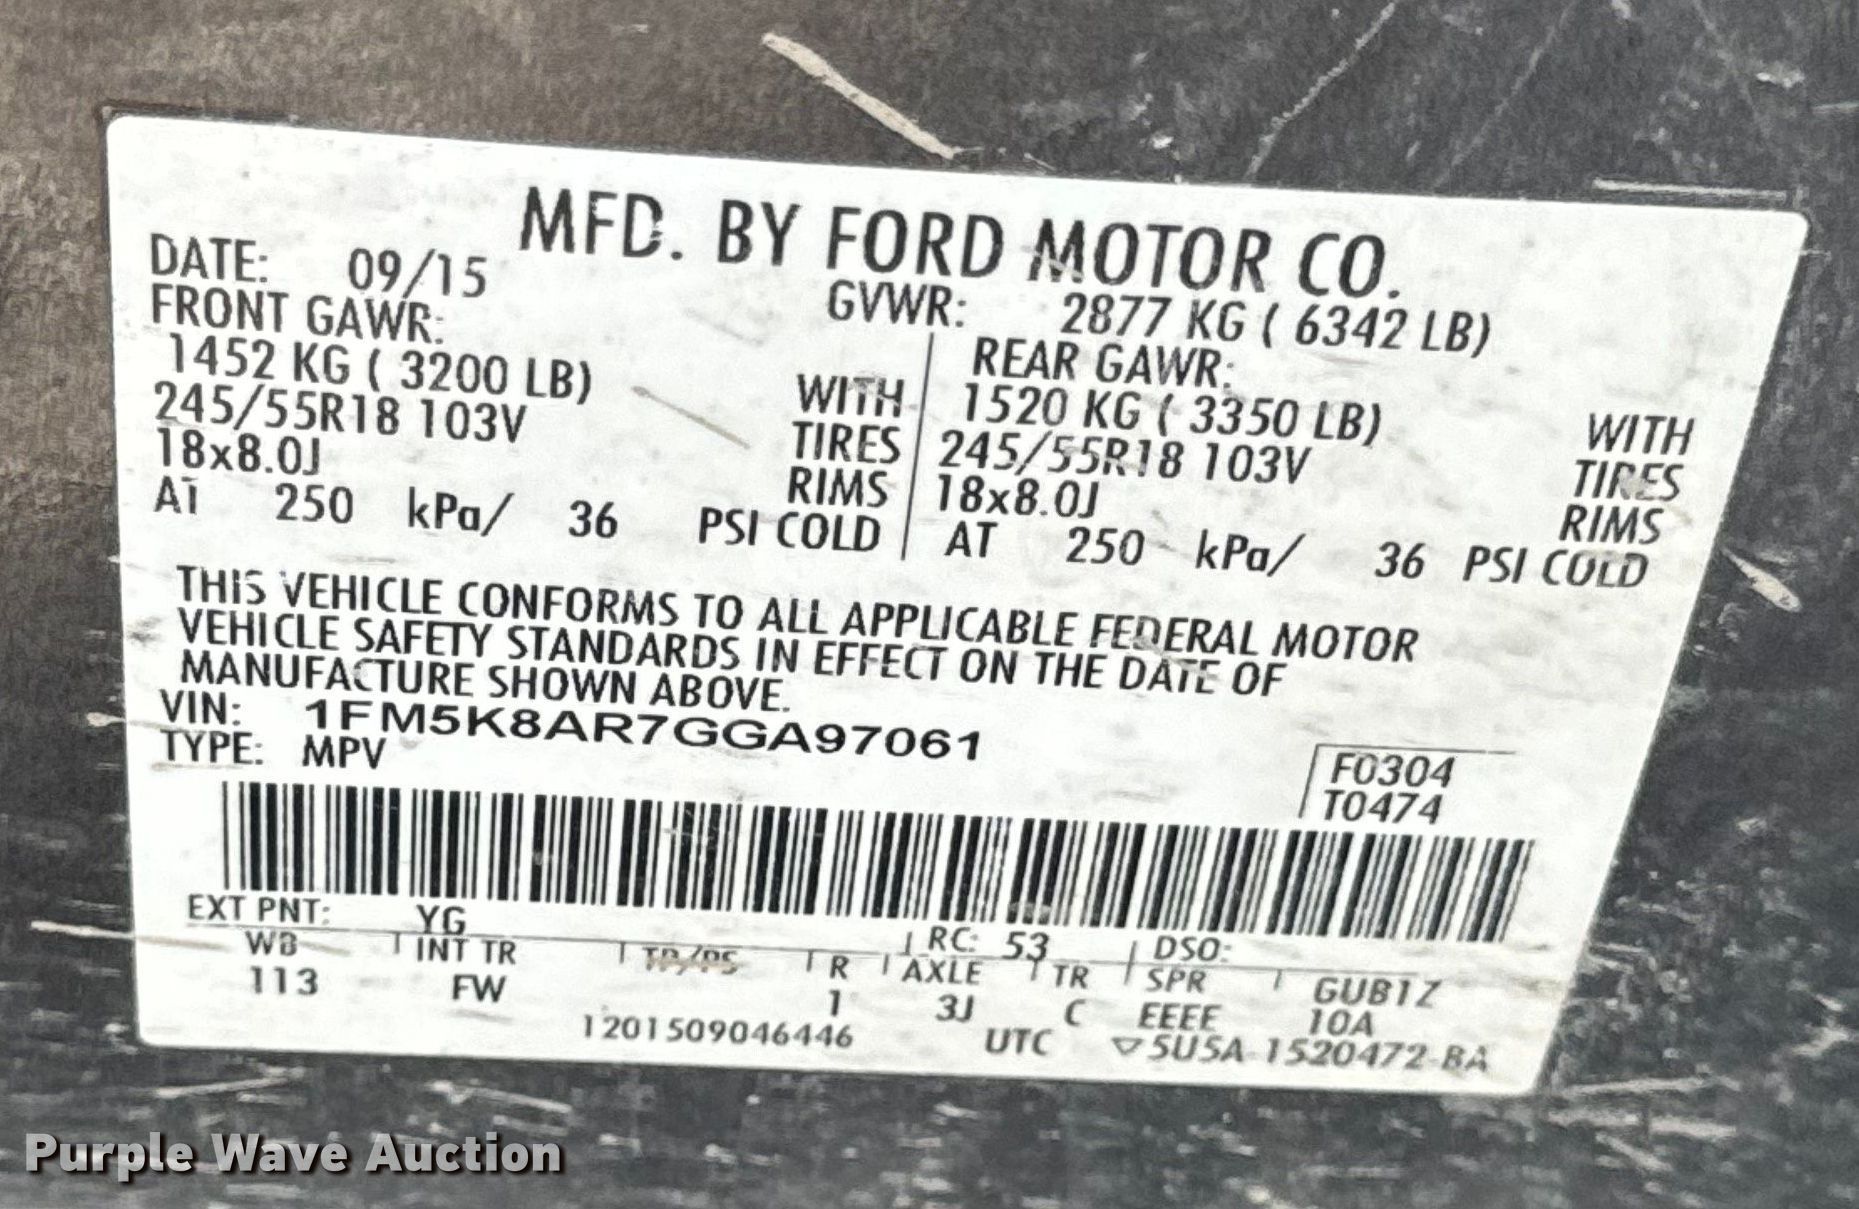 MFD. BY FORD MOTOR CO.
DATE: 09/15
GVWR: 2877 KG ( 6342 LB)
FRONT GAWR:
1452 KG ( 3200 LB) WITH
245/55R18 103V TIRES
18x8.0J RIMS
AT 250 kPa/ 36 PSI COLD
REAR GAWR:
1520 KG ( 3350 LB) WITH
245/55R18 103V TIRES
18x8.0J RIMS
AT 250 kPa/ 36 PSI COLD
THIS VEHICLE CONFORMS TO ALL APPLICABLE FEDERAL MOTOR
VEHICLE SAFETY STANDARDS IN EFFECT ON THE DATE OF
MANUFACTURE SHOWN ABOVE.
VIN: 1FM5K8AR7GGA97061
TYPE: MPV
F0304
T0474
EXT PNT: YG RC: 53 DSO:
WB INT TR TP/PS R AXLE TR SPR GUB1Z
113 FW 1 3J C EEEE 10A
1201509046446 UTC ▽5U5A-1520472-BA
Purple Wave Auction